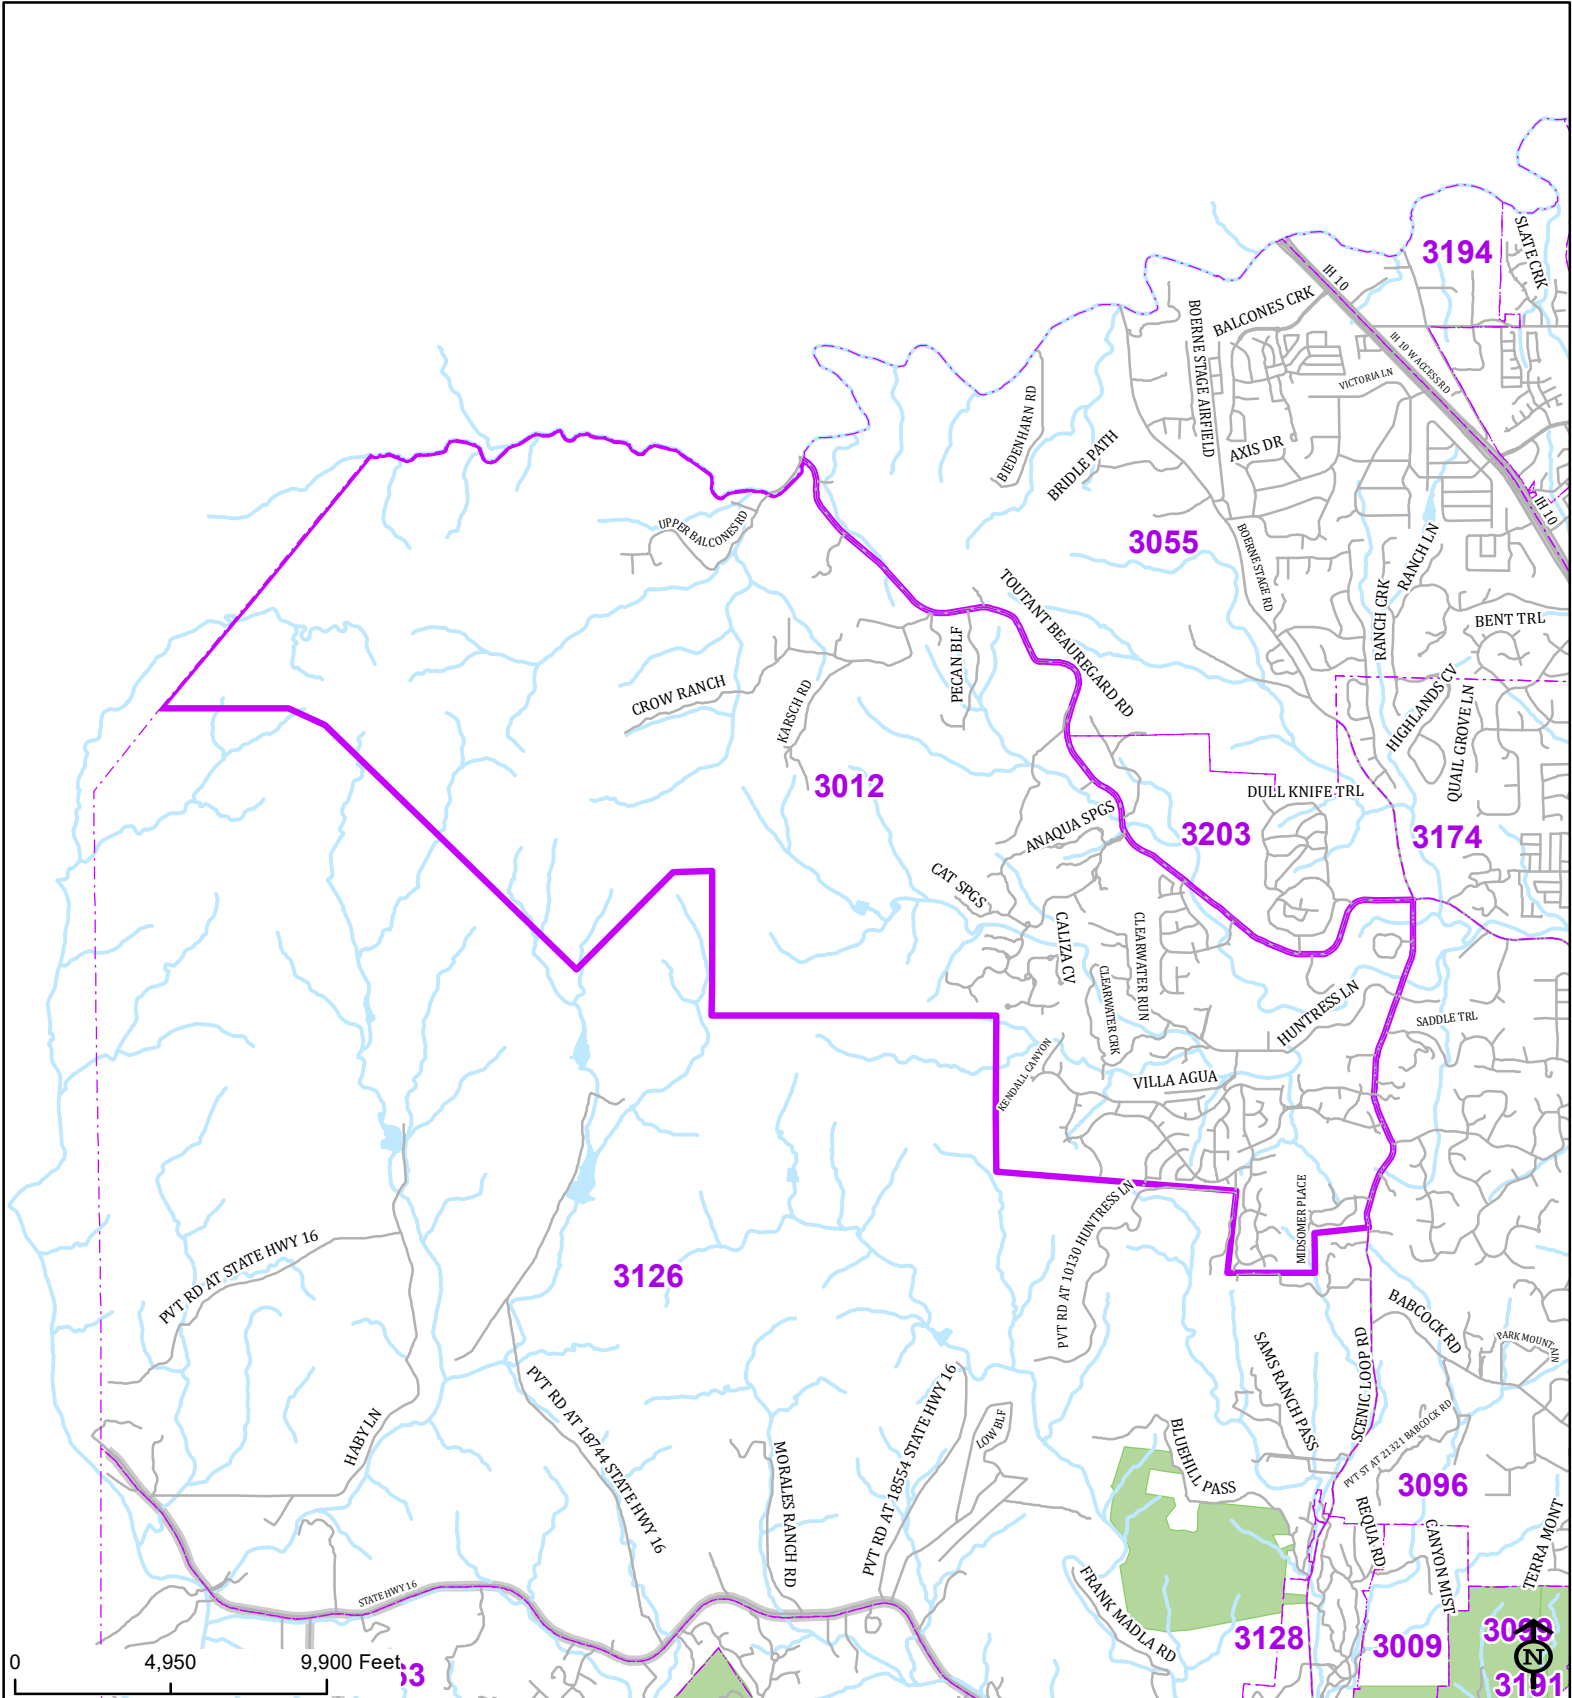 3194
SLATE CRK
IH 10
BALCONES CRK
BOERNE STAGE AIRFIELD
IH 10 W ACCESS RD
VICTORIA LN
BIEDENHARN RD
BRIDLE PATH
AXIS DR
IH 10
UPPER BALCONES RD
3055
BOERNE STAGE RD
RANCH LN
TOUTANT BEAUREGARD RD
RANCH CRK
BENT TRL
PECAN BLF
CROW RANCH
KARSCH RD
HIGHLANDS CV
QUAIL GROVE LN
3012
DULL KNIFE TRL
ANAQUA SPGS
3203
3174
CAT SPGS
CALIZA CV
CLEARWATER RUN
CLEARWATER CRK
HUNTRESS LN
SADDLE TRL
KENDALL CANYON
VILLA AGUA
MIDSOMER PLACE
PVT RD AT 10130 HUNTRESS LN
PVT RD AT STATE HWY 16
3126
BABCOCK RD
PARK MOUNTAIN
SAMS RANCH PASS
SCENIC LOOP RD
PVT RD AT 18744 STATE HWY 16
PVT RD AT 18554 STATE HWY 16
HABY LN
LOW BLF
BLUEHILL PASS
PVT ST AT 21321 BABCOCK RD
MORALES RANCH RD
3096
REQUA RD
CANYON MIST
TERRA MONT
STATE HWY 16
FRANK MADLA RD
3128
3009
N
0 4,950 9,900 Feet
63
3191